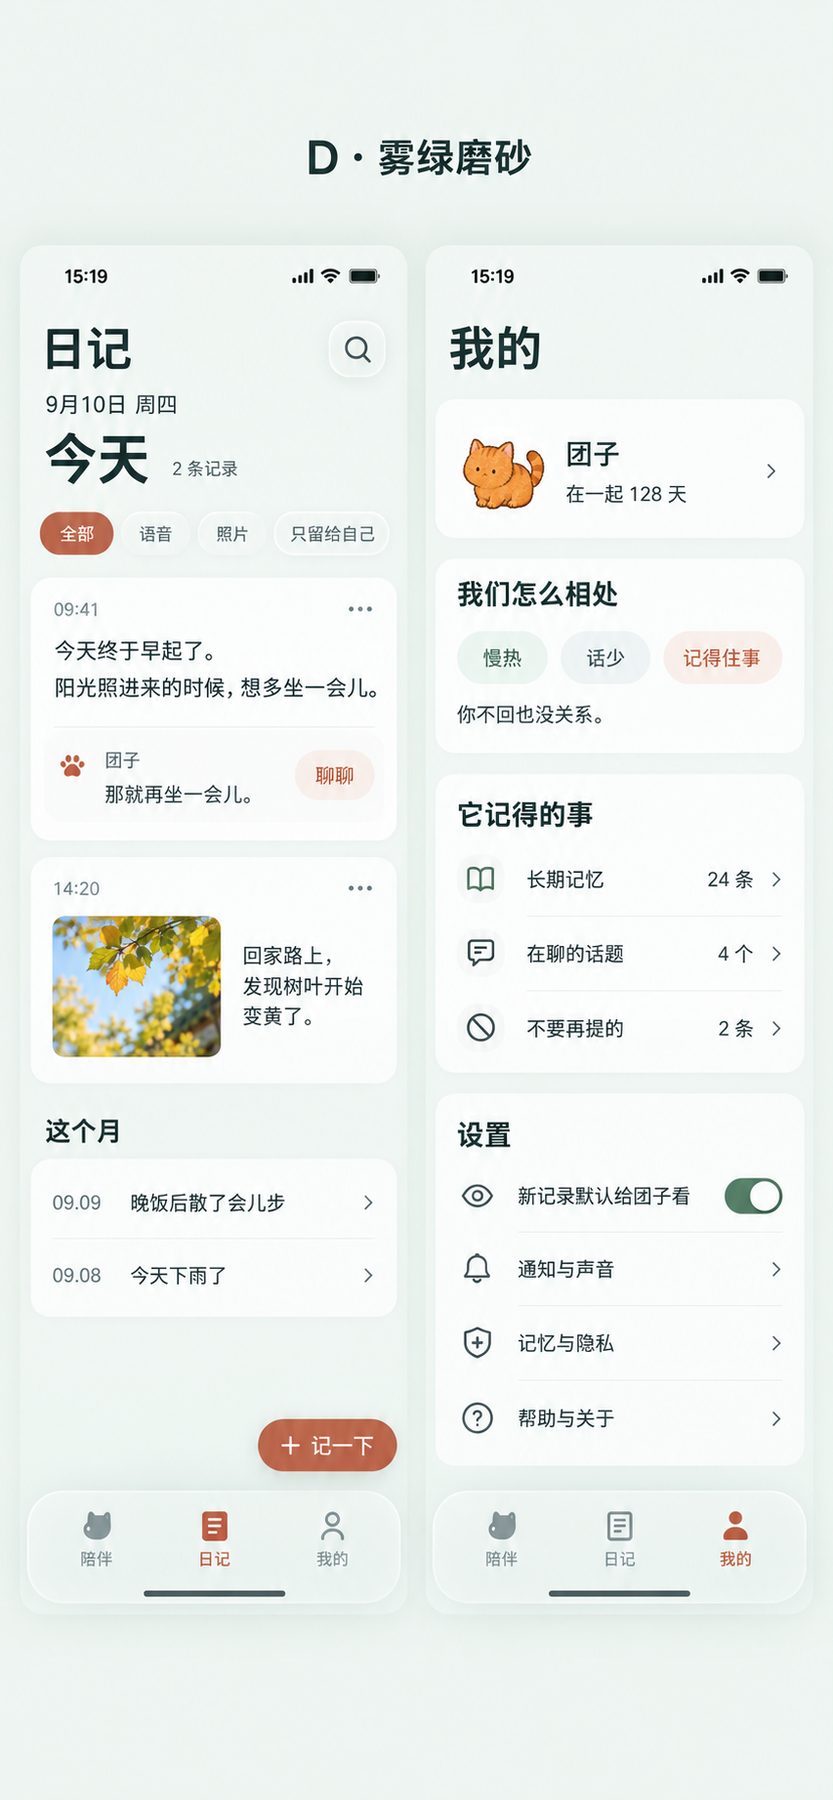 D · 雾绿磨砂
15:19
日记
9月10日 周四
今天 2 条记录
全部 语音 照片 只留给自己
09:41
今天终于早起了。
阳光照进来的时候，想多坐一会儿。
团子
那就再坐一会儿。
聊聊
14:20
回家路上，
发现树叶开始
变黄了。
这个月
09.09 晚饭后散了会儿步
09.08 今天下雨了
+ 记一下
陪伴 日记 我的
15:19
我的
团子
在一起 128 天
我们怎么相处
慢热 话少 记得住事
你不回也没关系。
它记得的事
长期记忆 24 条
在聊的话题 4 个
不要再提的 2 条
设置
新记录默认给团子看
通知与声音
记忆与隐私
帮助与关于
陪伴 日记 我的